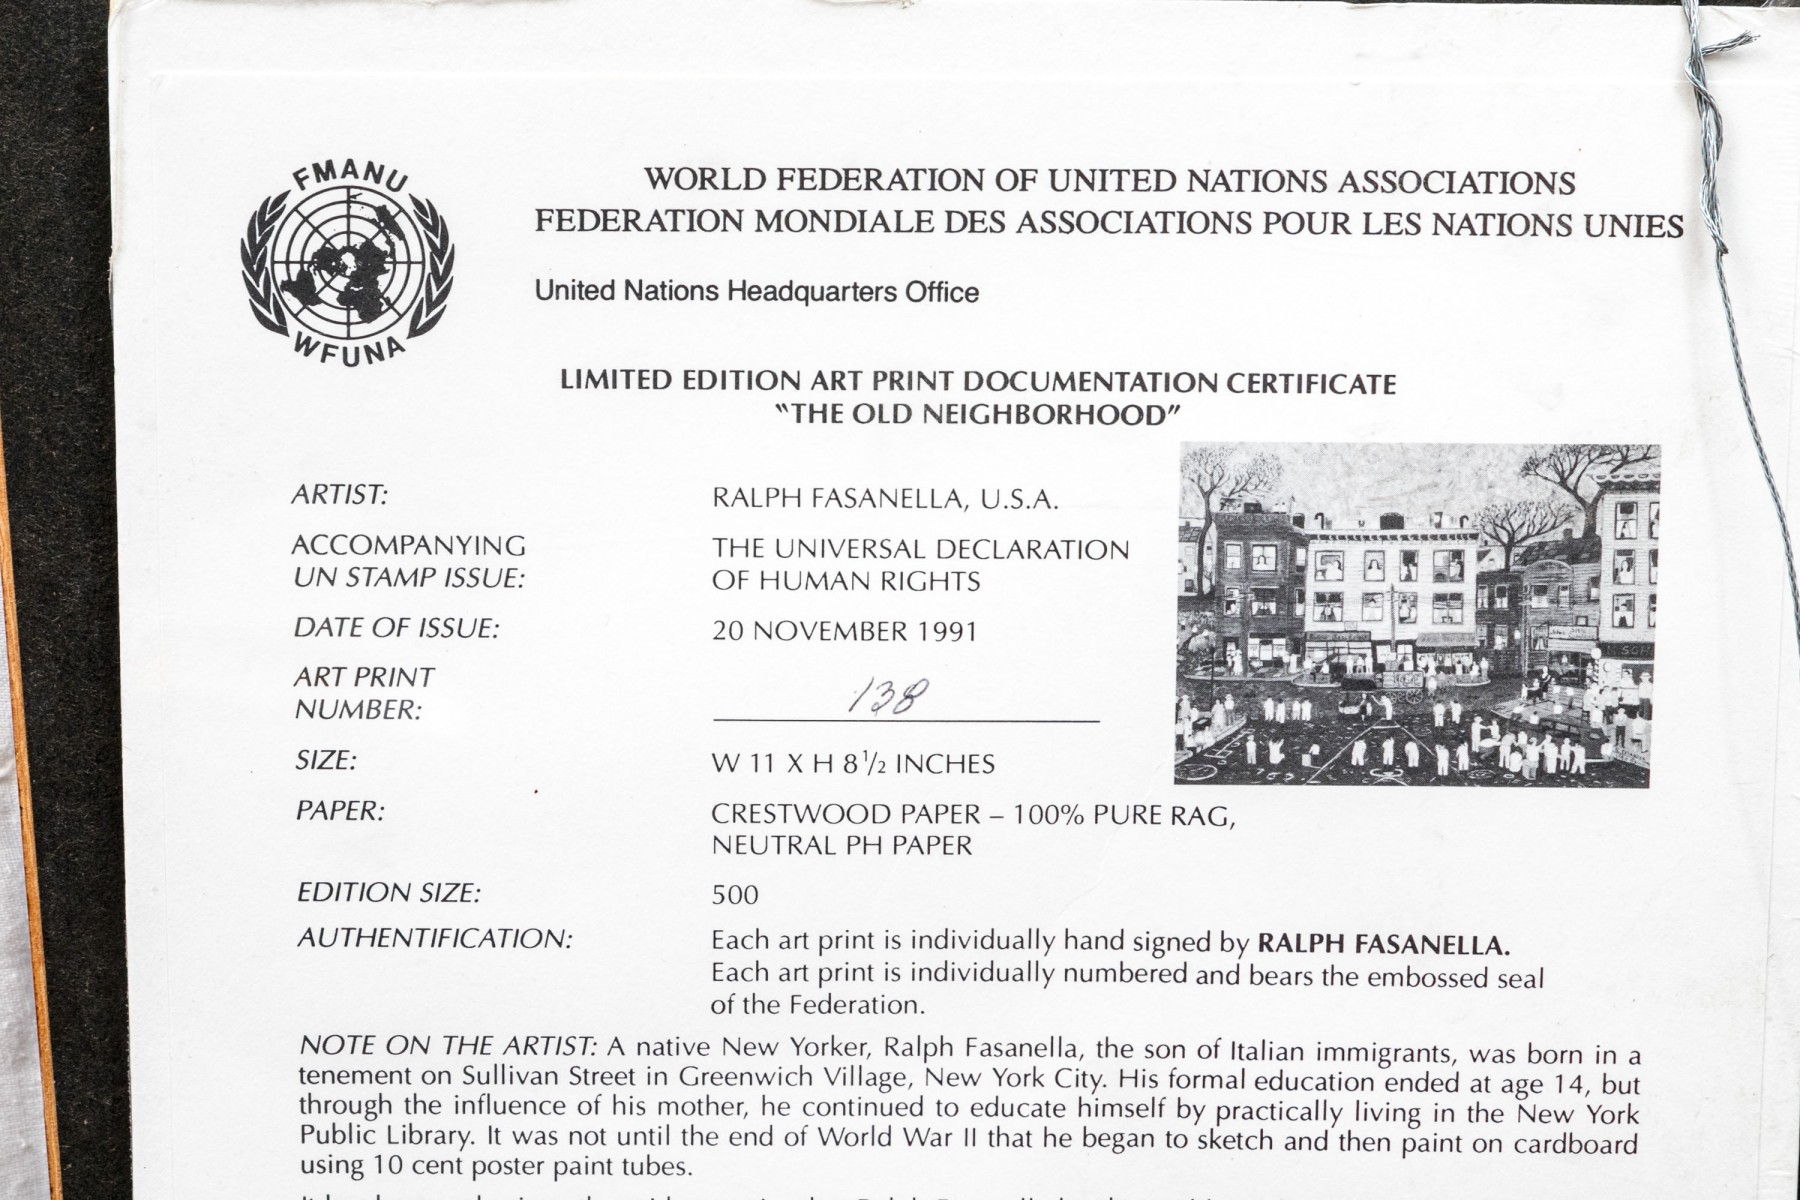 FMANU
WFUNA
WORLD FEDERATION OF UNITED NATIONS ASSOCIATIONS
FEDERATION MONDIALE DES ASSOCIATIONS POUR LES NATIONS UNIES
United Nations Headquarters Office
LIMITED EDITION ART PRINT DOCUMENTATION CERTIFICATE
"THE OLD NEIGHBORHOOD"
ARTIST: RALPH FASANELLA, U.S.A.
ACCOMPANYING THE UNIVERSAL DECLARATION
UN STAMP ISSUE: OF HUMAN RIGHTS
DATE OF ISSUE: 20 NOVEMBER 1991
ART PRINT
NUMBER: 138
SIZE: W 11 X H 8 1/2 INCHES
PAPER: CRESTWOOD PAPER – 100% PURE RAG,
NEUTRAL PH PAPER
EDITION SIZE: 500
AUTHENTIFICATION: Each art print is individually hand signed by RALPH FASANELLA.
Each art print is individually numbered and bears the embossed seal
of the Federation.
NOTE ON THE ARTIST: A native New Yorker, Ralph Fasanella, the son of Italian immigrants, was born in a
tenement on Sullivan Street in Greenwich Village, New York City. His formal education ended at age 14, but
through the influence of his mother, he continued to educate himself by practically living in the New York
Public Library. It was not until the end of World War II that he began to sketch and then paint on cardboard
using 10 cent poster paint tubes.